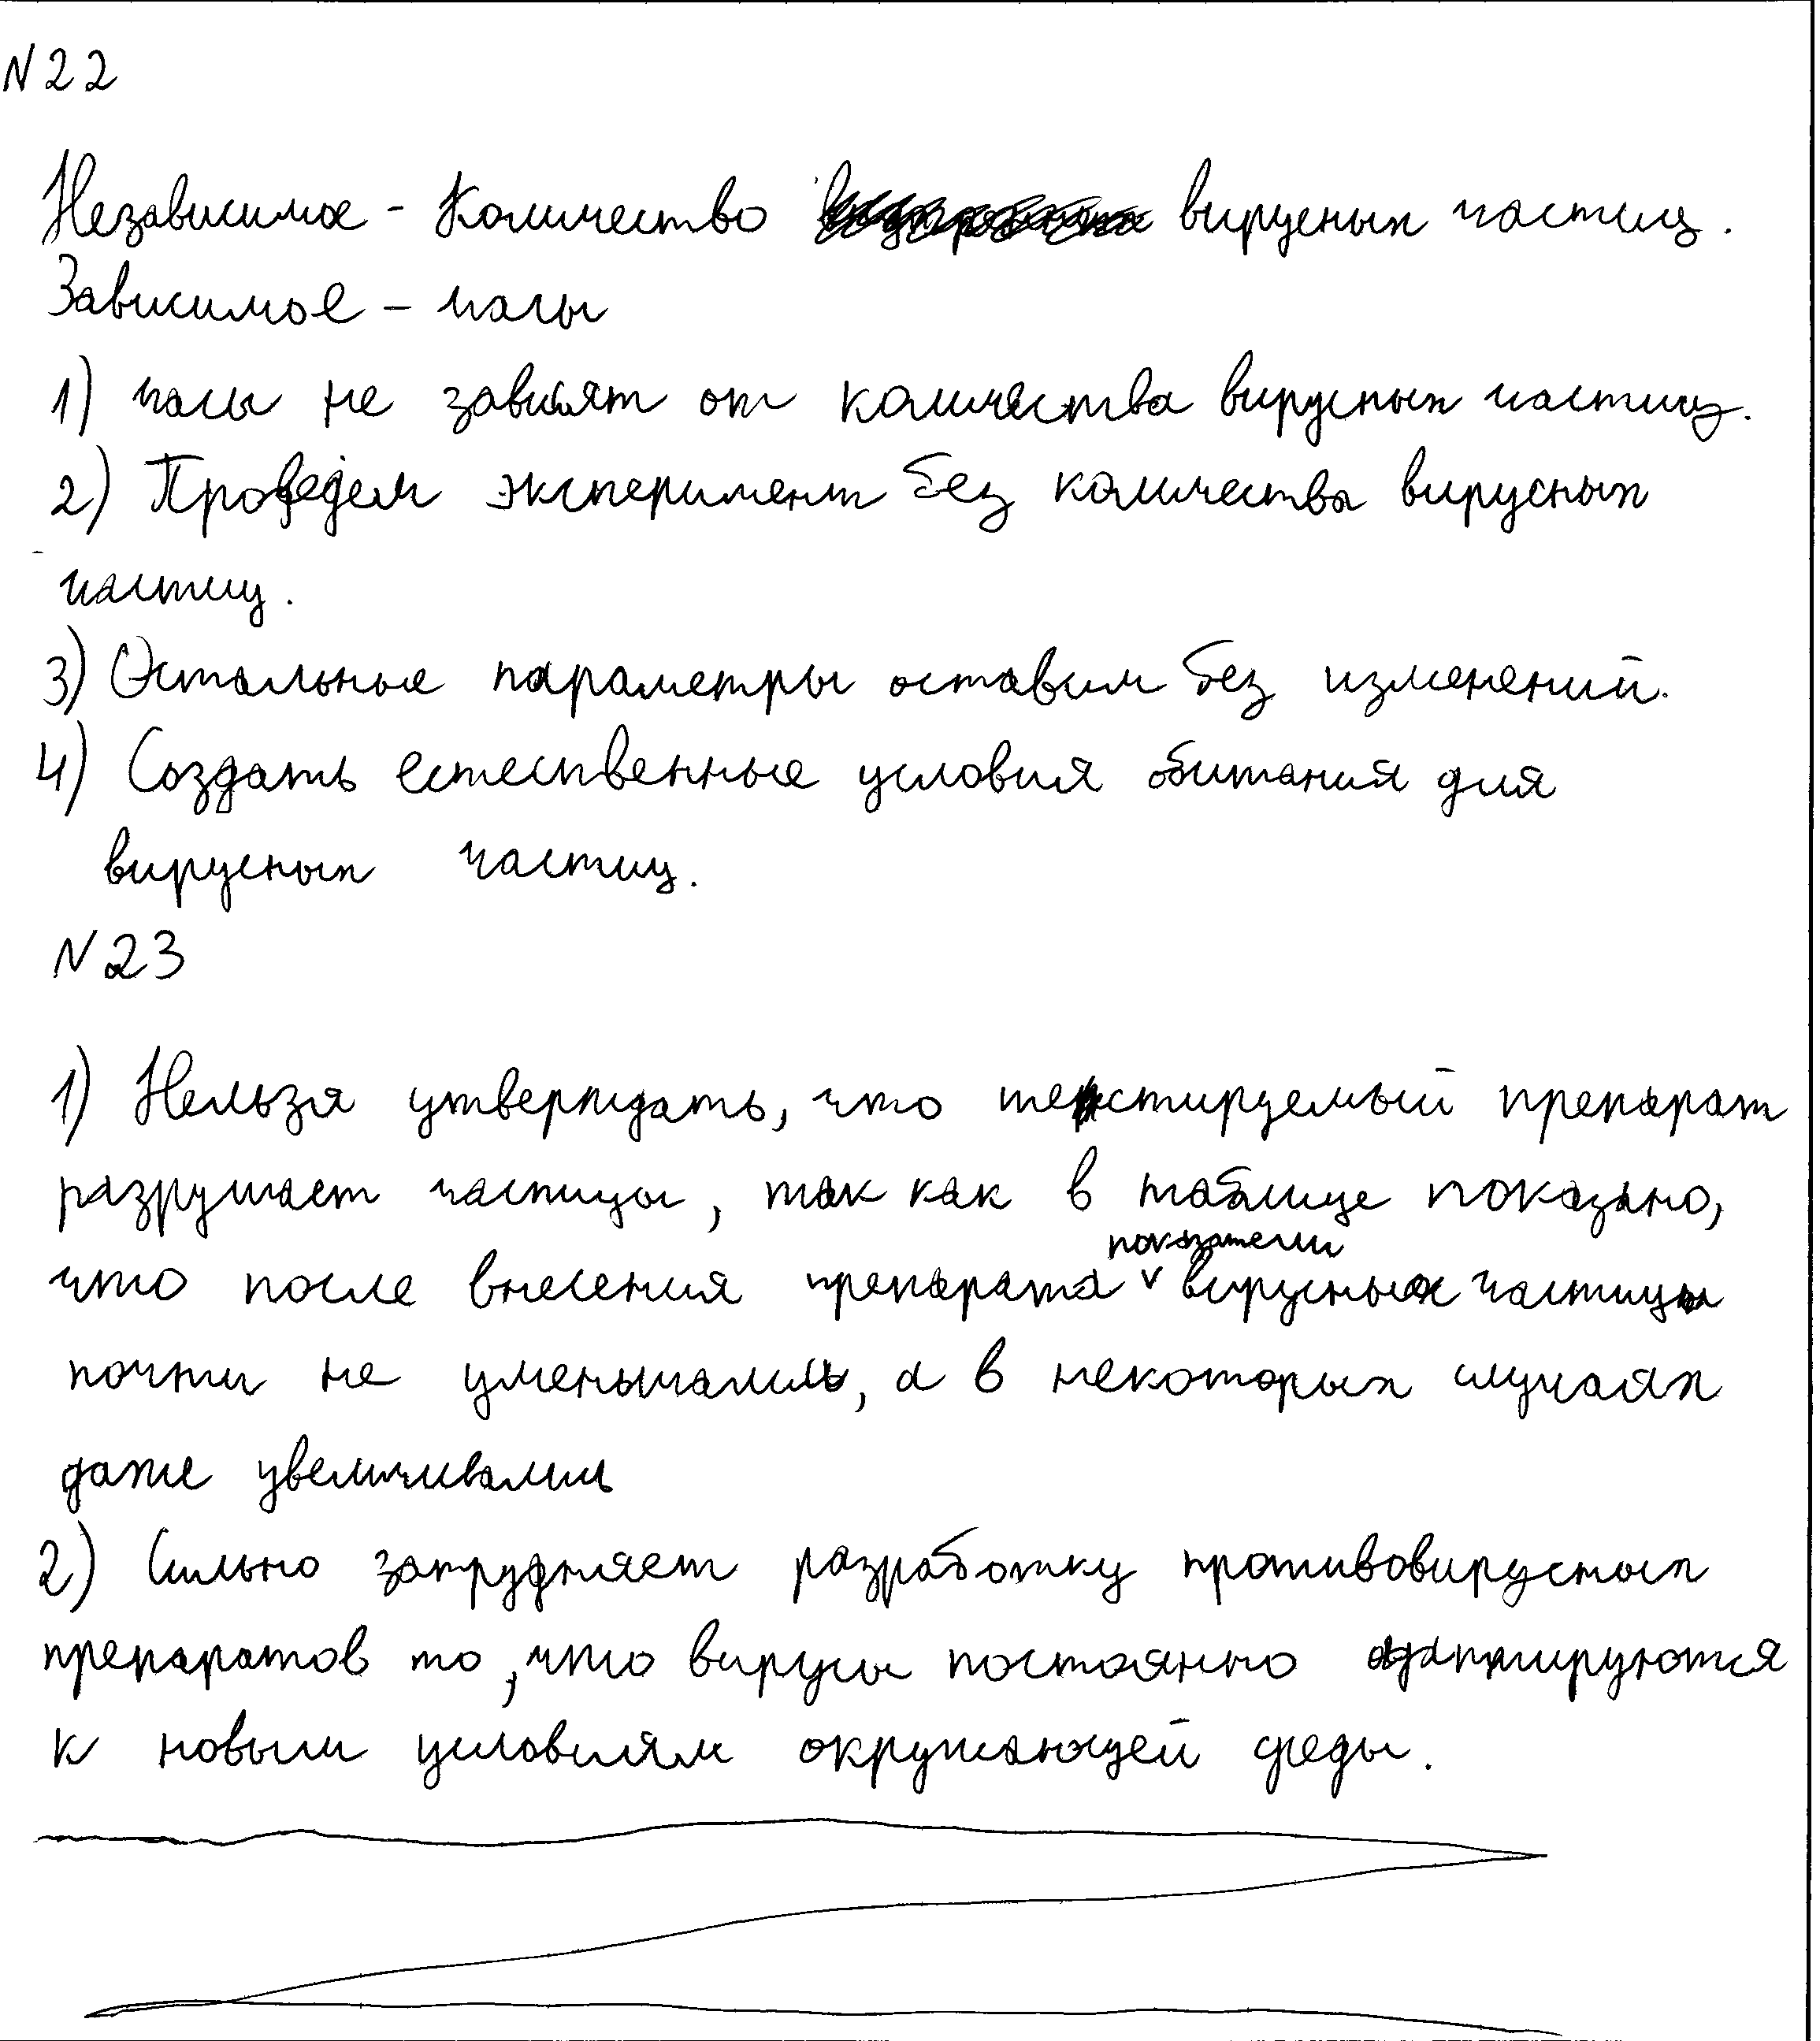 N22
Независимое - Количество вирусных частиц.
Зависимое - часы
1) часы не зависят от количества вирусных частиц.
2) Проведём эксперимент без количества вирусных
частиц.
3) Остальные параметры оставим без изменений.
4) Создать естественные условия обитания для
вирусных частиц.
N23
1) Нельзя утверждать, что тестируемый препарат
разрушает частицы, так как в таблице показано,
что после внесения препарата показатели вирусных частиц
почти не уменьшались, а в некоторых случаях
даже увеличивались
2) Сильно затрудняет разработку противовирусных
препаратов то, что вирусы постоянно адаптируются
к новым условиям окружающей среды.